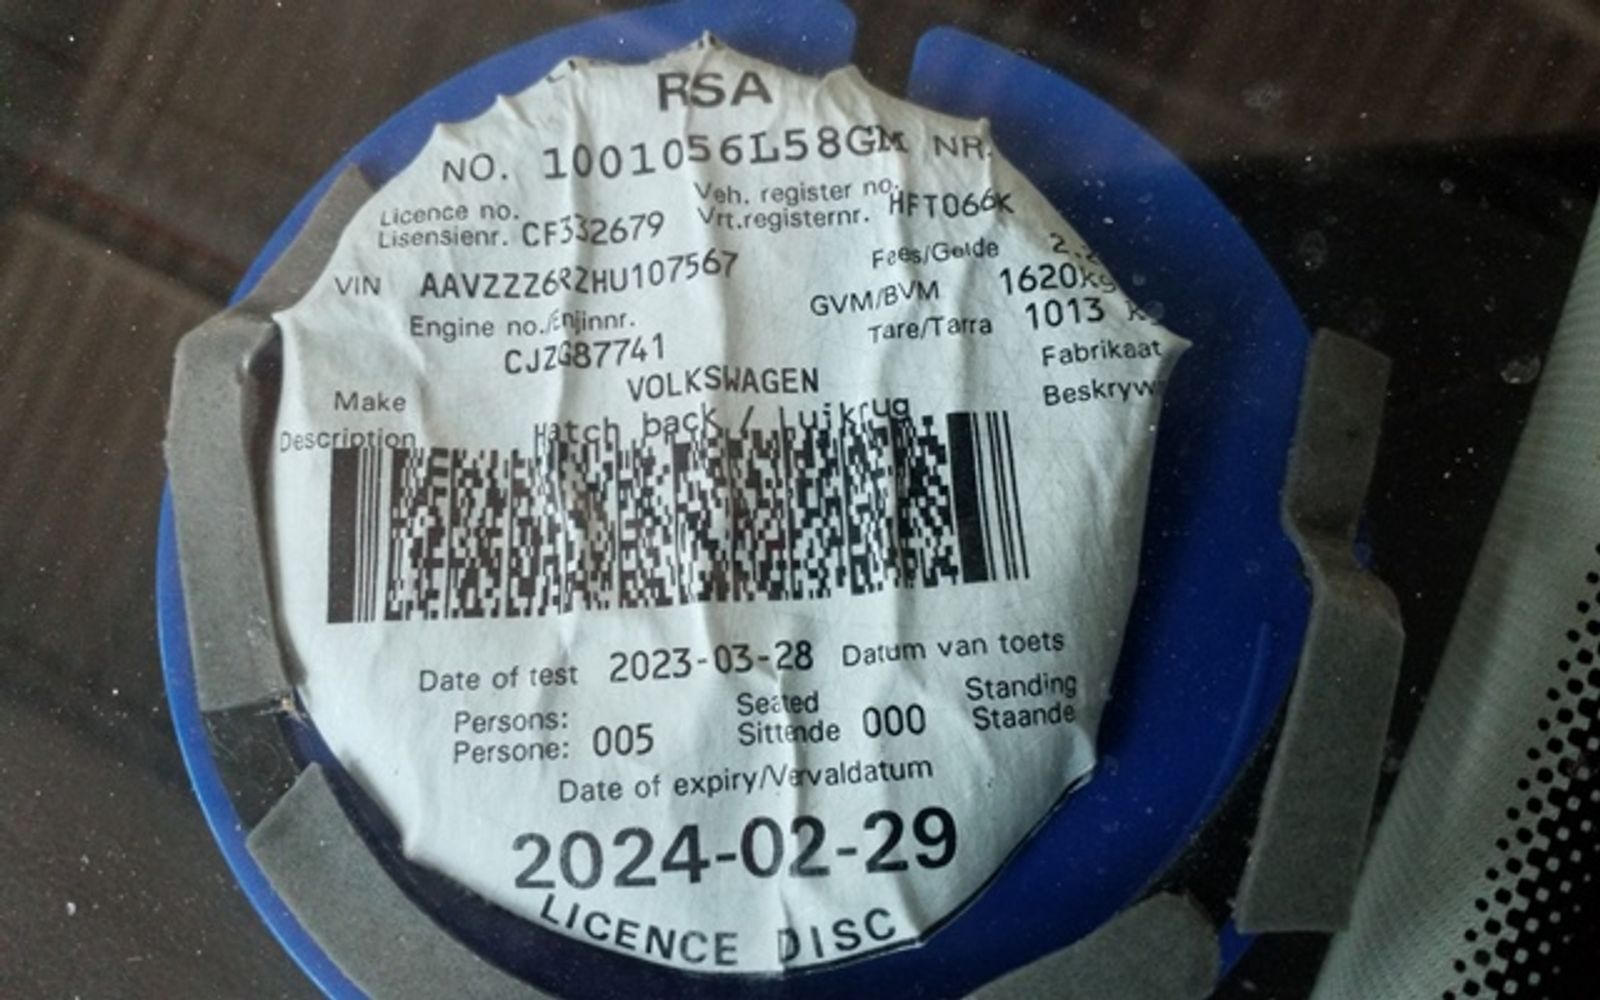 RSA
NO. 1001056L58GM NR.
Licence no. Veh. register no.
Lisensienr. CF332679 Vrt.registernr. HFT066K
Fees/Gelde
VIN AAVZZZ6RZHU107567
GVM/BVM 1620kg
Engine no./Enjinnr. Tare/Tarra 1013 kg
CJZG87741
Fabrikaat
Make VOLKSWAGEN
Description Hatch back / Luikrug
Date of test 2023-03-28 Datum van toets
Persons: Seated Standing
Persone: 005 Sittende 000 Staande
Date of expiry/Vervaldatum
2024-02-29
LICENCE DISC